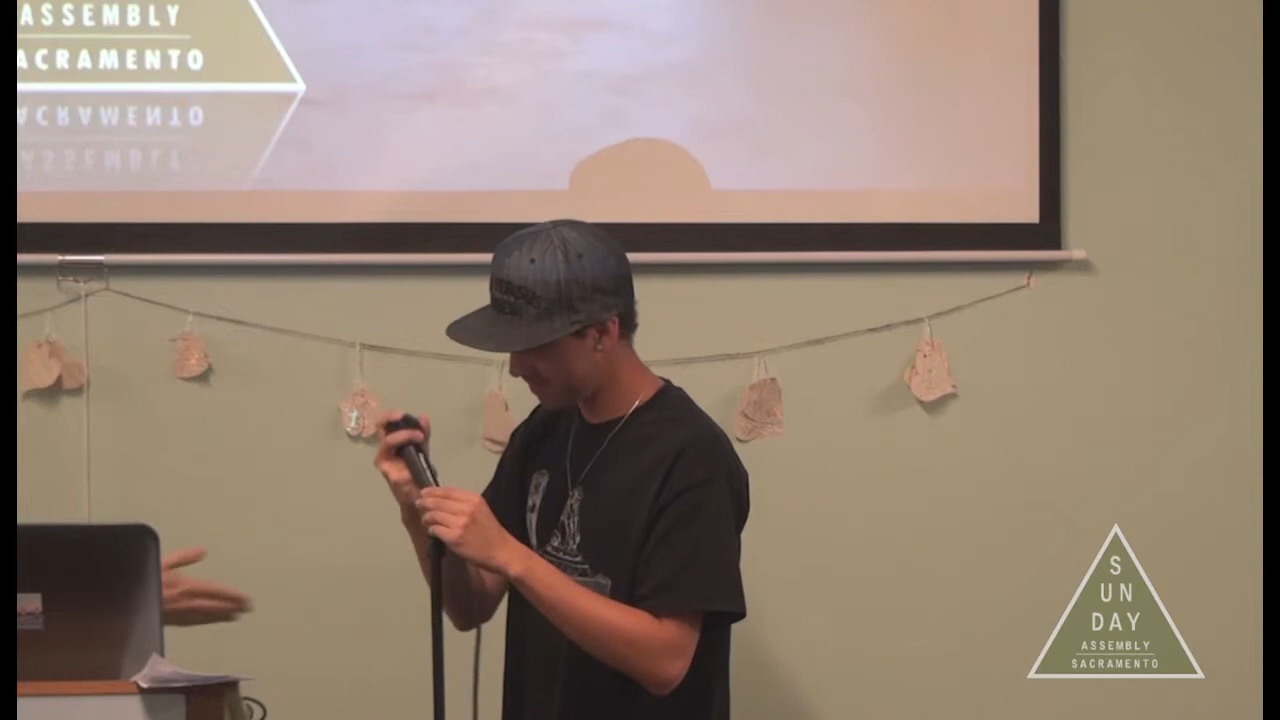 ASSEMBLY
SACRAMENTO
S
UN
DAY
ASSEMBLY
SACRAMENTO